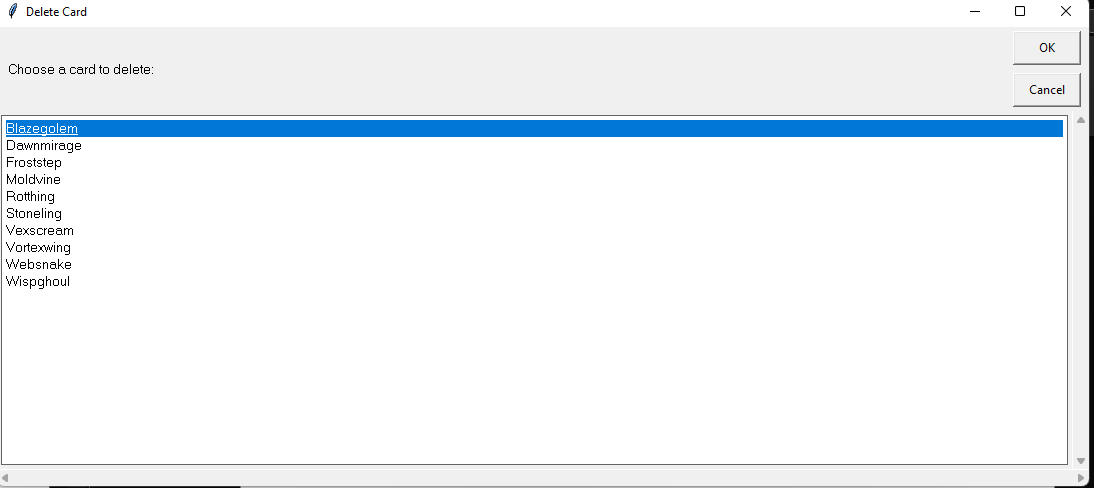 Delete Card
OK
Choose a card to delete:
Cancel
Blazegolem
Dawnmirage
Froststep
Moldvine
Rotthing
Stoneling
Vexscream
Vortexwing
Websnake
Wispghoul